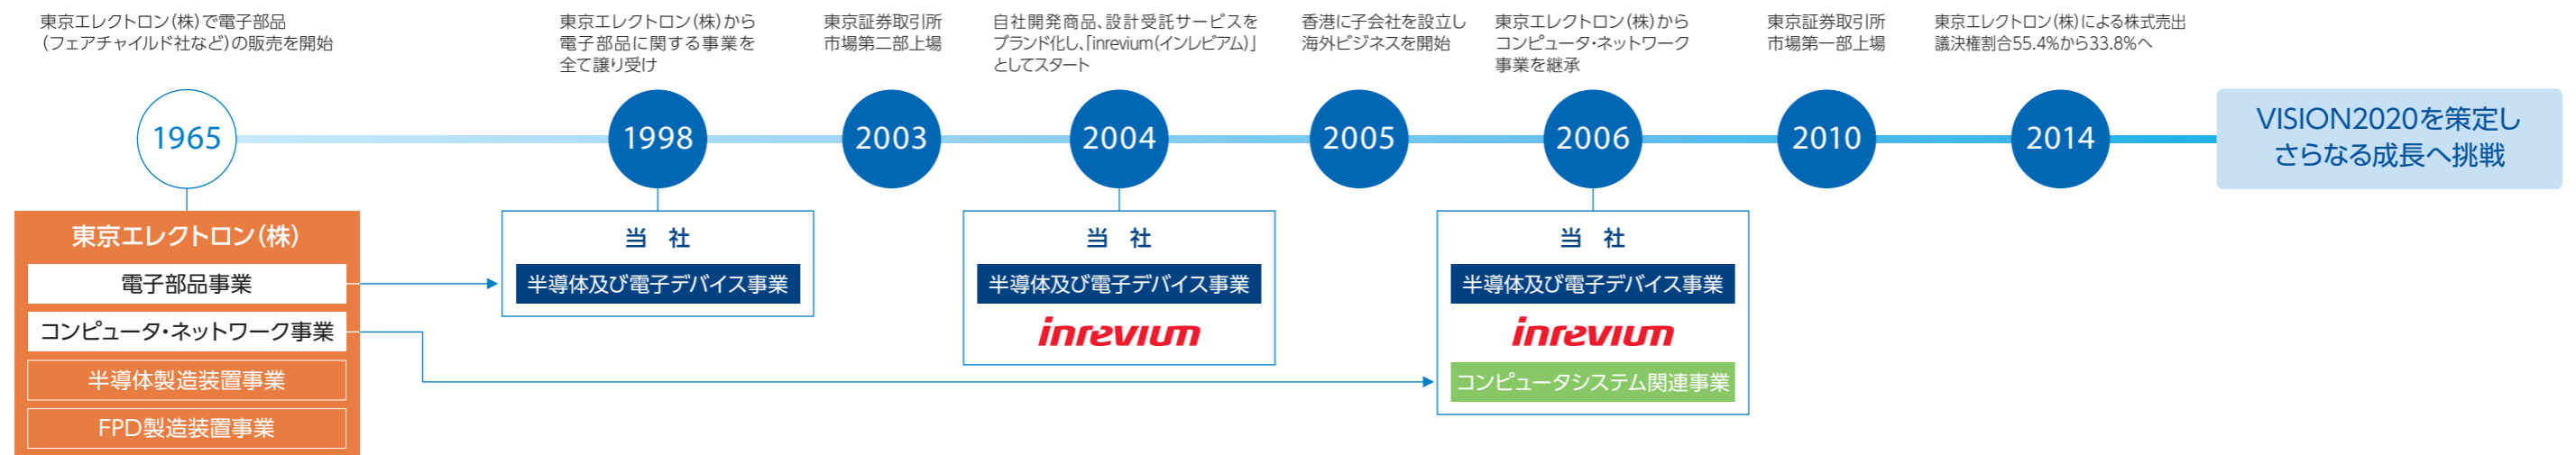 東京エレクトロン（株）で電子部品
（フェアチャイルド社など）の販売を開始
東京エレクトロン（株）から
電子部品に関する事業を
全て譲り受け
東京証券取引所
市場第二部上場
自社開発商品、設計受託サービスを
ブランド化し、「inrevium（インレビアム）」
としてスタート
香港に子会社を設立し
海外ビジネスを開始
東京エレクトロン（株）から
コンピュータ・ネットワーク
事業を継承
東京証券取引所
市場第一部上場
東京エレクトロン（株）による株式売出
議決権割合55.4%から33.8%へ
1965
1998
2003
2004
2005
2006
2010
2014
VISION2020を策定し
さらなる成長へ挑戦
東京エレクトロン（株）
電子部品事業
コンピュータ・ネットワーク事業
半導体製造装置事業
FPD製造装置事業
当 社
半導体及び電子デバイス事業
当 社
半導体及び電子デバイス事業
inrevium
当 社
半導体及び電子デバイス事業
inrevium
コンピュータシステム関連事業